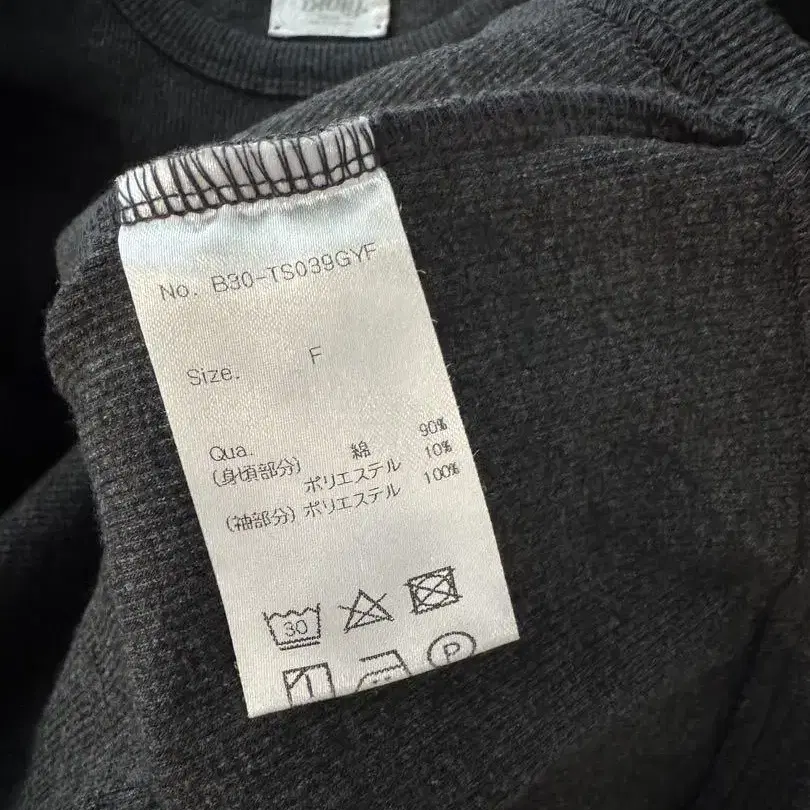 No. B30-TS039GYF
Size. F
Qua.
(身頃部分) 綿 90%
ポリエステル 10%
(袖部分) ポリエステル 100%
30
P